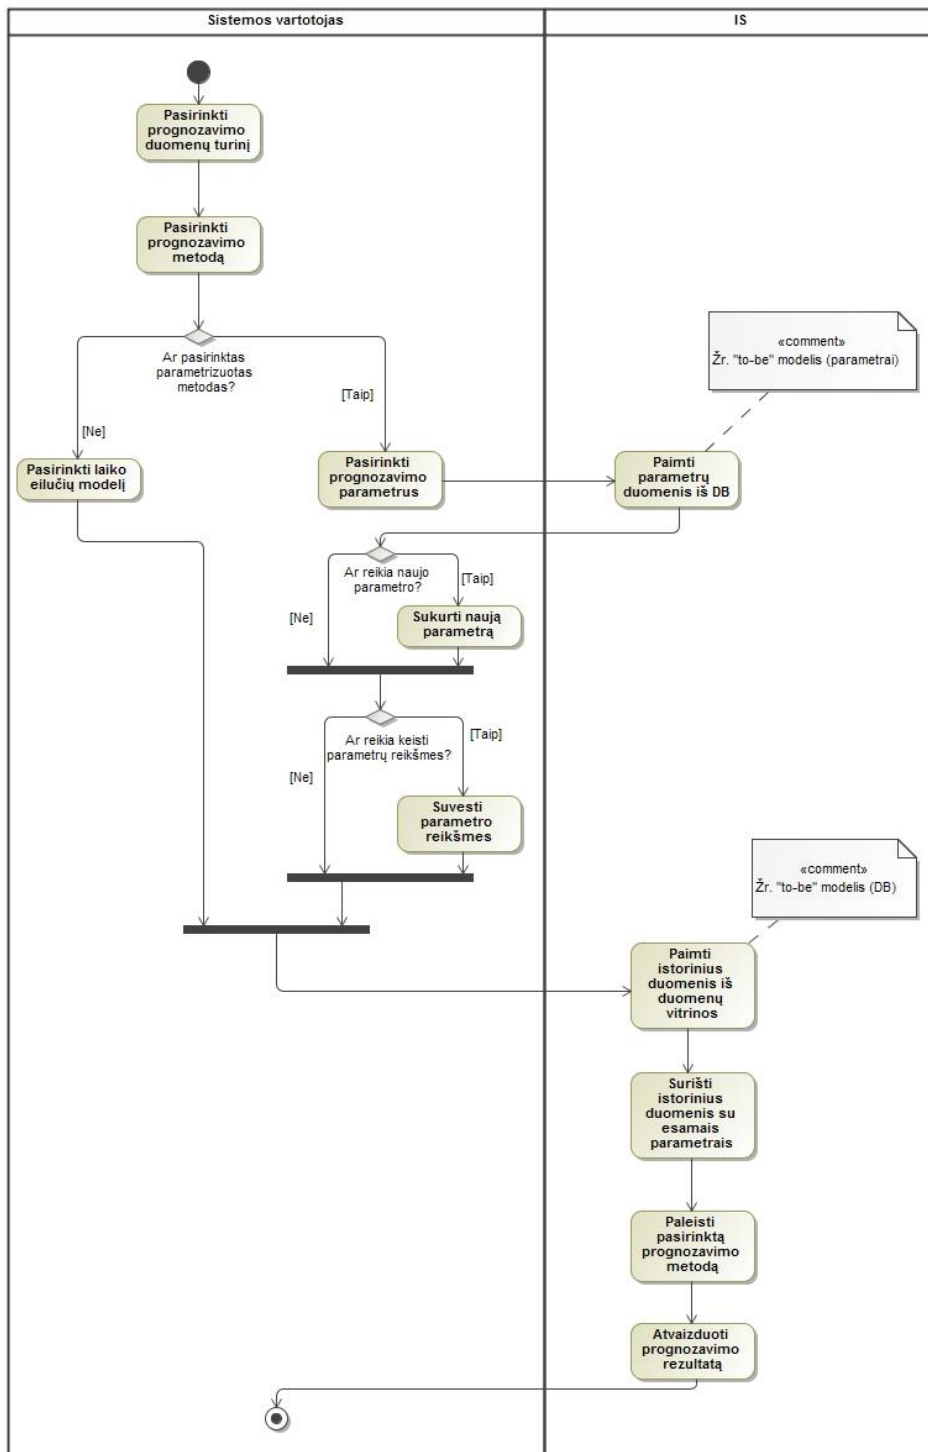 Sistemos vartotojas
IS
Pasirinkti
prognozavimo
duomenų turinį
Pasirinkti
prognozavimo
metodą
Ar pasirinktas
parametrizuotas
metodas?
[Taip]
[Ne]
«comment»
Žr. "to-be" modelis (parametrai)
Pasirinkti laiko
eilučių modelį
Pasirinkti
prognozavimo
parametrus
Paimti
parametrų
duomenis iš DB
Ar reikia naujo
parametro?
[Taip]
[Ne]
Sukurti naują
parametrą
Ar reikia keisti
parametrų reikšmes?
[Taip]
[Ne]
Suvesti
parametro
reikšmes
«comment»
Žr. "to-be" modelis (DB)
Paimti
istorinius
duomenis iš
duomenų
vitrinos
Surišti
istorinius
duomenis su
esamais
parametrais
Paleisti
pasirinktą
prognozavimo
metodą
Atvaizduoti
prognozavimo
rezultatą